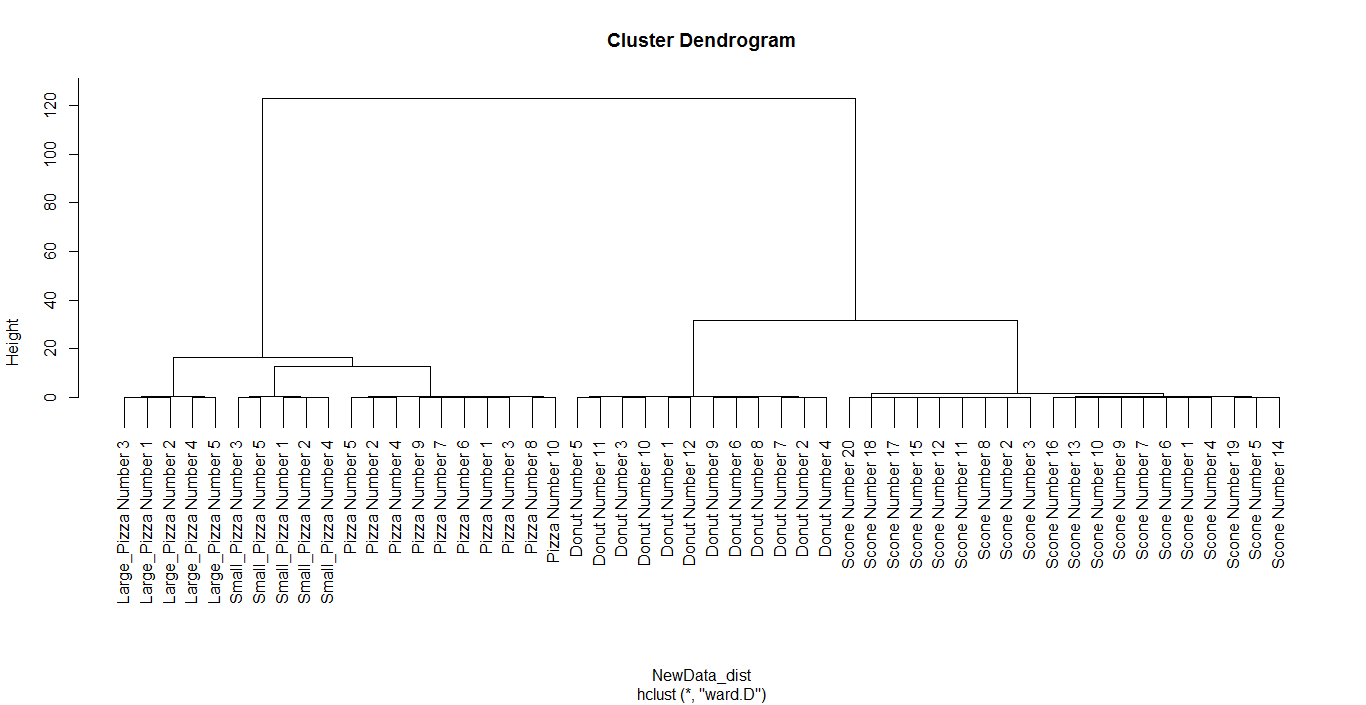 Cluster Dendrogram
Height
0
20
40
60
80
100
120
Large_Pizza Number 3
Large_Pizza Number 1
Large_Pizza Number 2
Large_Pizza Number 4
Large_Pizza Number 5
Small_Pizza Number 3
Small_Pizza Number 5
Small_Pizza Number 1
Small_Pizza Number 2
Small_Pizza Number 4
Pizza Number 5
Pizza Number 2
Pizza Number 4
Pizza Number 9
Pizza Number 7
Pizza Number 6
Pizza Number 1
Pizza Number 3
Pizza Number 8
Pizza Number 10
Donut Number 5
Donut Number 11
Donut Number 3
Donut Number 10
Donut Number 1
Donut Number 12
Donut Number 9
Donut Number 6
Donut Number 8
Donut Number 7
Donut Number 2
Donut Number 4
Scone Number 20
Scone Number 18
Scone Number 17
Scone Number 15
Scone Number 12
Scone Number 11
Scone Number 8
Scone Number 2
Scone Number 3
Scone Number 16
Scone Number 13
Scone Number 10
Scone Number 9
Scone Number 7
Scone Number 6
Scone Number 1
Scone Number 4
Scone Number 19
Scone Number 5
Scone Number 14
NewData_dist
hclust (*, "ward.D")